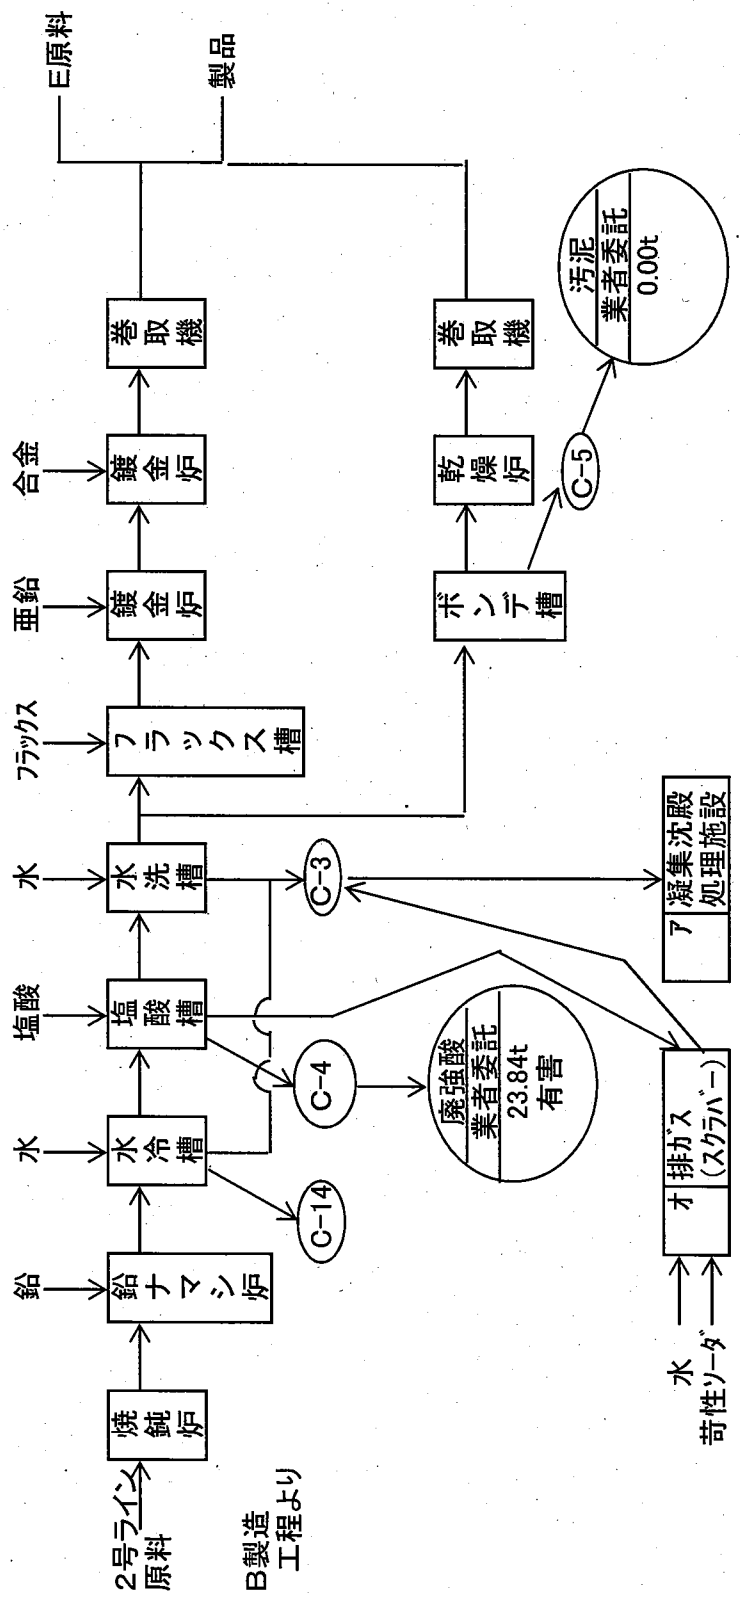 2号ライン
原料
B製造
工程より
焼鈍炉
鉛
鉛ナマシ炉
水
水冷槽
塩酸
塩酸槽
水
水洗槽
フラックス
フラックス槽
亜鉛
鍍金炉
合金
鍍金炉
巻取機
E原料
製品
ボンデ槽
乾燥炉
巻取機
C-14
C-4
C-3
C-5
廃強酸
業者委託
23.84t
有害
汚泥
業者委託
0.00t
水
苛性ソーダ
オ
排ガス
(スクラバー)
ア
凝集沈殿
処理施設